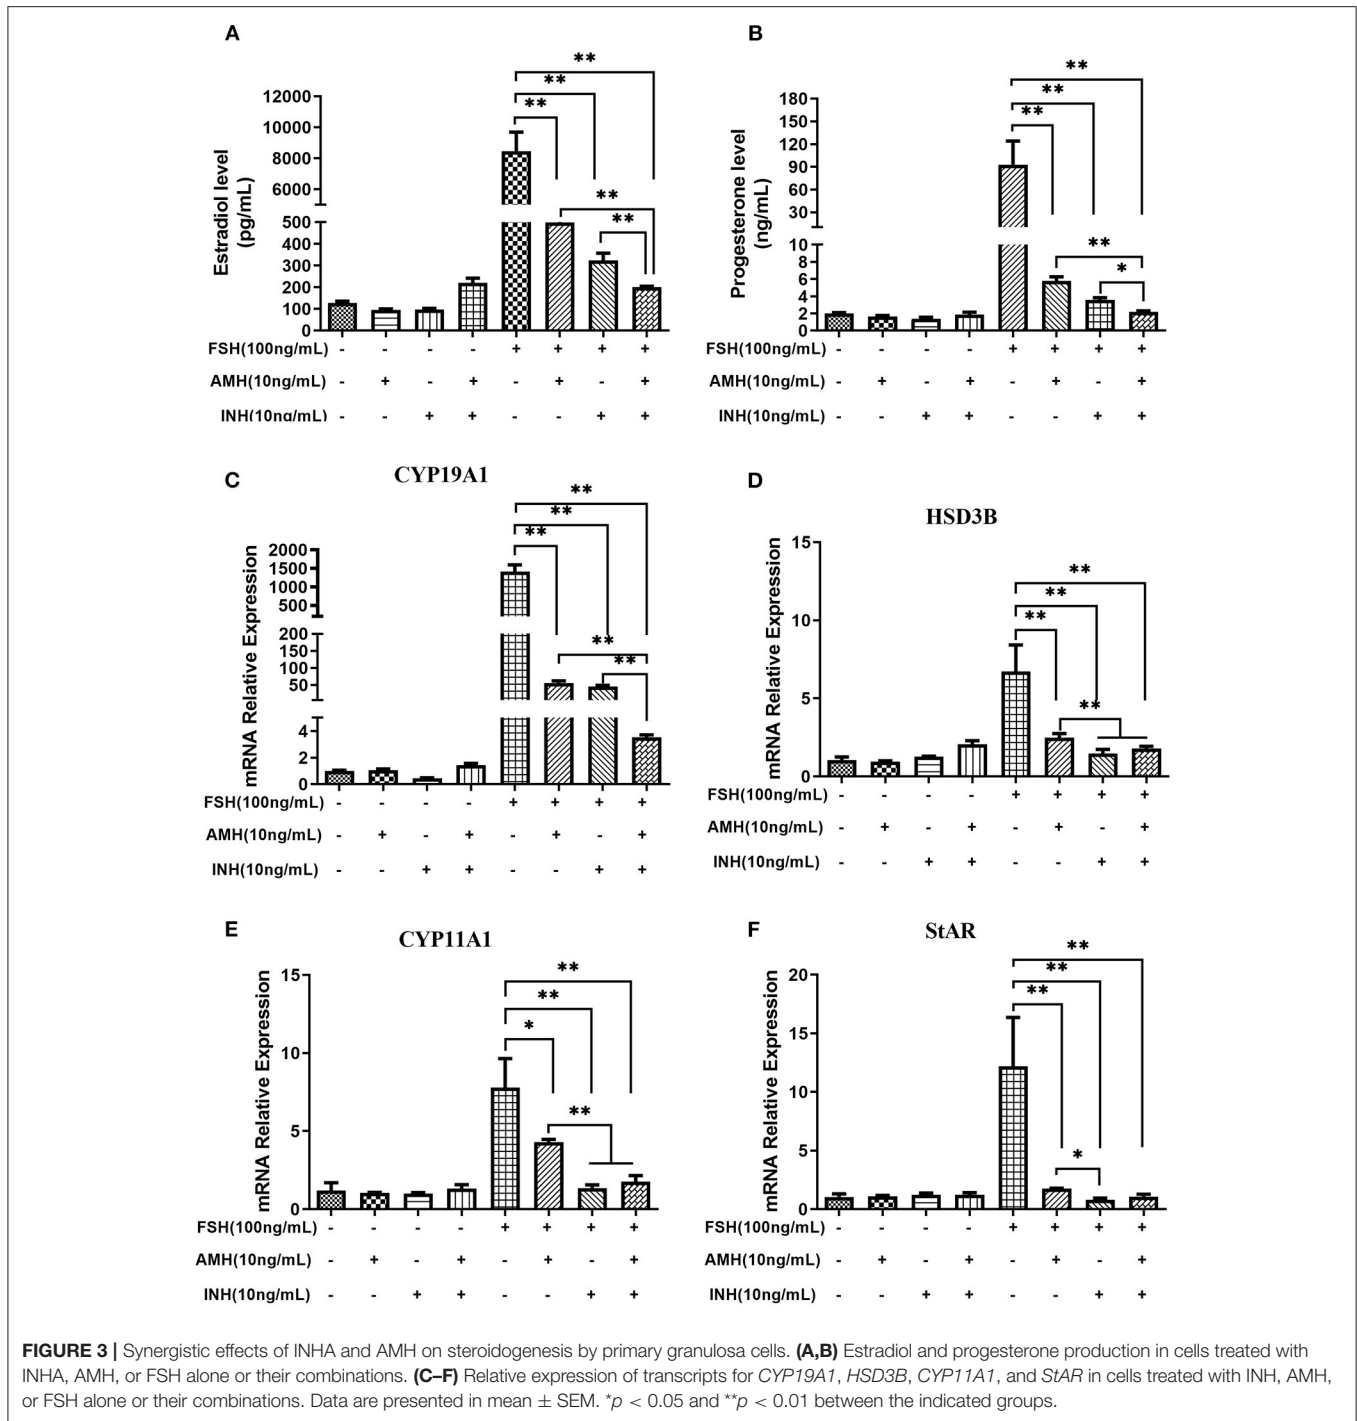 A
Estradiol level
(pg/mL)
12000
10000
8000
6000
500
400
300
200
100
0
**
**
**
**
**
FSH(100ng/mL) - - - - + + + +
AMH(10ng/mL) - + - + - + - +
INH(10ng/mL) - - + + - - + +
B
Progesterone level
(ng/mL)
180
150
120
90
60
30
10
8
6
4
2
0
**
**
**
**
*
FSH(100ng/mL) - - - - + + + +
AMH(10ng/mL) - + - + - + - +
INH(10ng/mL) - - + + - - + +
C
CYP19A1
mRNA Relative Expression
2000
1500
1000
500
200
150
100
50
4
2
0
**
**
**
**
**
FSH(100ng/mL) - - - - + + + +
AMH(10ng/mL) - + - + - + - +
INH(10ng/mL) - - + + - - + +
D
HSD3B
mRNA Relative Expression
15
10
5
0
**
**
**
**
FSH(100ng/mL) - - - - + + + +
AMH(10ng/mL) - + - + - + - +
INH(10ng/mL) - - + + - - + +
E
CYP11A1
mRNA Relative Expression
15
10
5
0
**
**
*
**
FSH(100ng/mL) - - - - + + + +
AMH(10ng/mL) - + - + - + - +
INH(10ng/mL) - - + + - - + +
F
StAR
mRNA Relative Expression
20
15
10
5
0
**
**
**
*
FSH(100ng/mL) - - - - + + + +
AMH(10ng/mL) - + - + - + - +
INH(10ng/mL) - - + + - - + +
FIGURE 3 | Synergistic effects of INHA and AMH on steroidogenesis by primary granulosa cells. (A,B) Estradiol and progesterone production in cells treated with
INHA, AMH, or FSH alone or their combinations. (C–F) Relative expression of transcripts for CYP19A1, HSD3B, CYP11A1, and StAR in cells treated with INH, AMH,
or FSH alone or their combinations. Data are presented in mean ± SEM. *p < 0.05 and **p < 0.01 between the indicated groups.